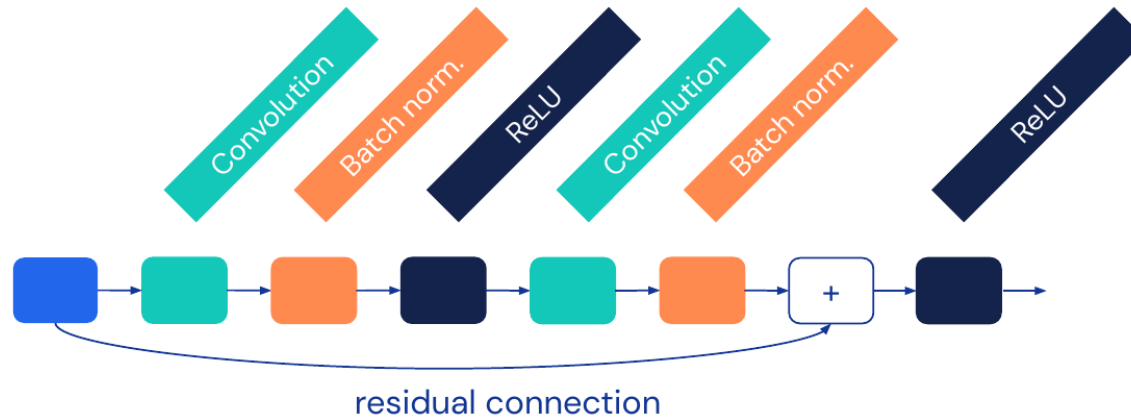 Convolution
Batch norm.
ReLU
Convolution
Batch norm.
ReLU
+
residual connection